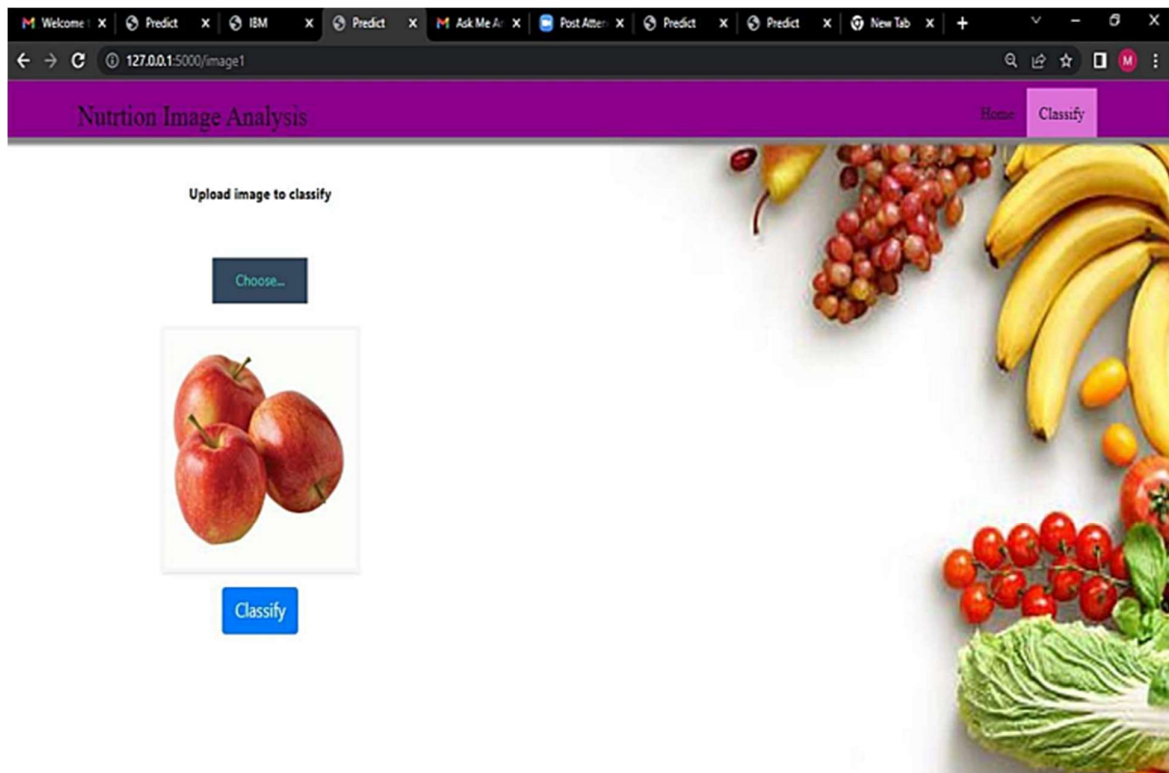 Welcome t Predict IBM Predict Ask Me An Post Atten Predict Predict New Tab
127.0.0.1:5000/image1 M
Nutrtion Image Analysis Home Classify
Upload image to classify
Choose...
Classify